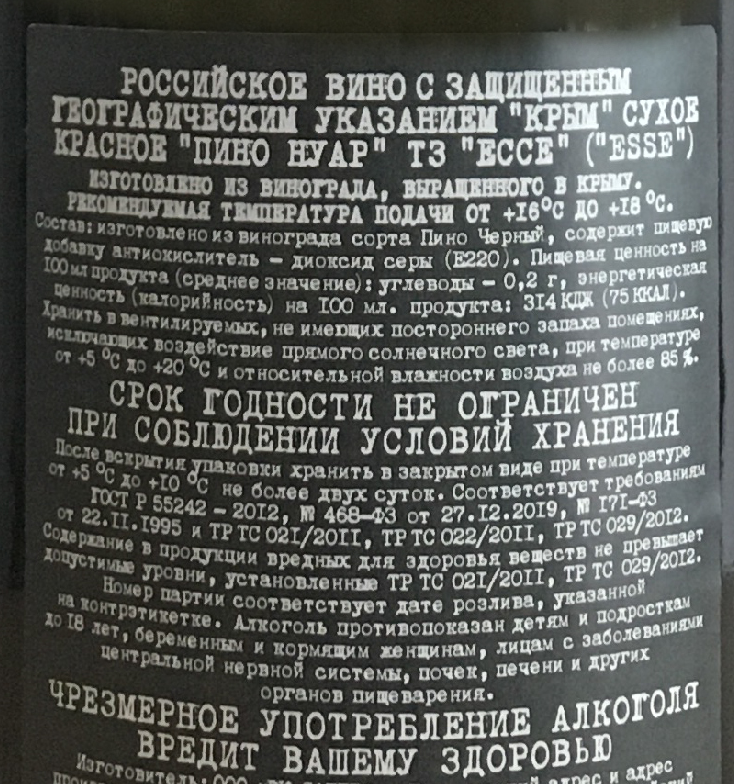 РОССИЙСКОЕ ВИНО С ЗАЩИЩЕННЫМ
ГЕОГРАФИЧЕСКИМ УКАЗАНИЕМ "КРЫМ" СУХОЕ
КРАСНОЕ "ПИНО НУАР" ТЗ "ЕССЕ" ("ESSE")
ИЗГОТОВЛЕНО ИЗ ВИНОГРАДА, ВЫРАЩЕННОГО В КРЫМУ.
РЕКОМЕНДУЕМАЯ ТЕМПЕРАТУРА ПОДАЧИ ОТ +16°С ДО +18°С.
Состав: изготовлено из винограда сорта Пино Черный, содержит пищевую
добавку антиокислитель – диоксид серы (Е220). Пищевая ценность на
100 мл продукта (среднее значение): углеводы – 0,2 г, энергетическая
ценность (калорийность) на 100 мл. продукта: 314 КДЖ (75 ККАЛ).
Хранить в вентилируемых, не имеющих постороннего запаха помещениях,
исключающих воздействие прямого солнечного света, при температуре
от +5 °С до +20 °С и относительной влажности воздуха не более 85 %.
СРОК ГОДНОСТИ НЕ ОГРАНИЧЕН
ПРИ СОБЛЮДЕНИИ УСЛОВИЙ ХРАНЕНИЯ
После вскрытия упаковки хранить в закрытом виде при температуре
от +5 °С до +10 °С не более двух суток. Соответствует требованиям
ГОСТ Р 55242 – 2012, № 468-ФЗ от 27.12.2019, № 171-ФЗ
от 22.11.1995 и ТР ТС 021/2011, ТР ТС 022/2011, ТР ТС 029/2012.
Содержание в продукции вредных для здоровья веществ не превышает
допустимые уровни, установленные ТР ТС 021/2011, ТР ТС 029/2012.
Номер партии соответствует дате розлива, указанной
на контрэтикетке. Алкоголь противопоказан детям и подросткам
до 18 лет, беременным и кормящим женщинам, лицам с заболеваниями
центральной нервной системы, почек, печени и других
органов пищеварения.
ЧРЕЗМЕРНОЕ УПОТРЕБЛЕНИЕ АЛКОГОЛЯ
ВРЕДИТ ВАШЕМУ ЗДОРОВЬЮ
Изготовитель: ООО адрес и адрес